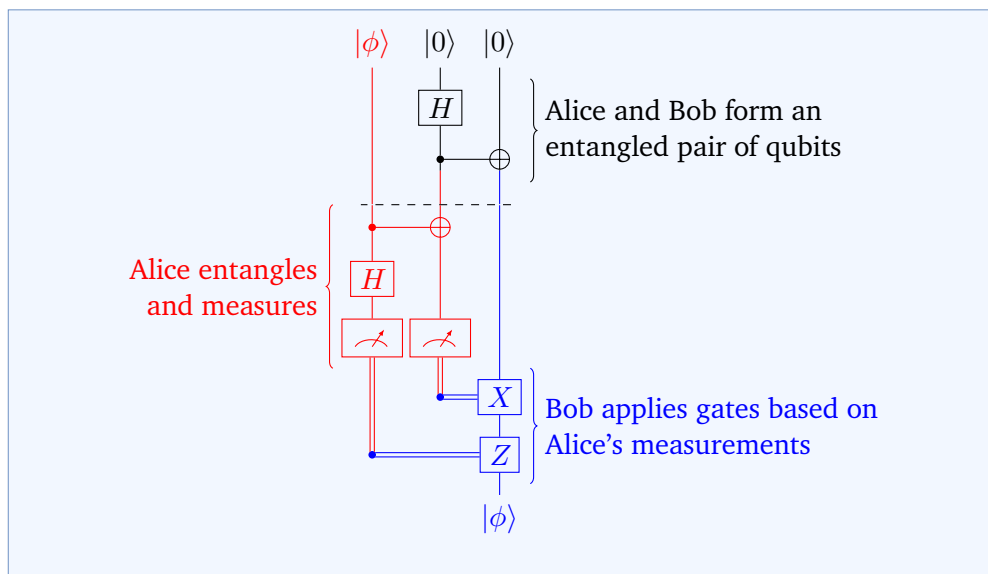 |ϕ⟩ |0⟩ |0⟩
H
Alice and Bob form an
entangled pair of qubits
Alice entangles
and measures
H
X
Bob applies gates based on
Alice’s measurements
Z
|ϕ⟩